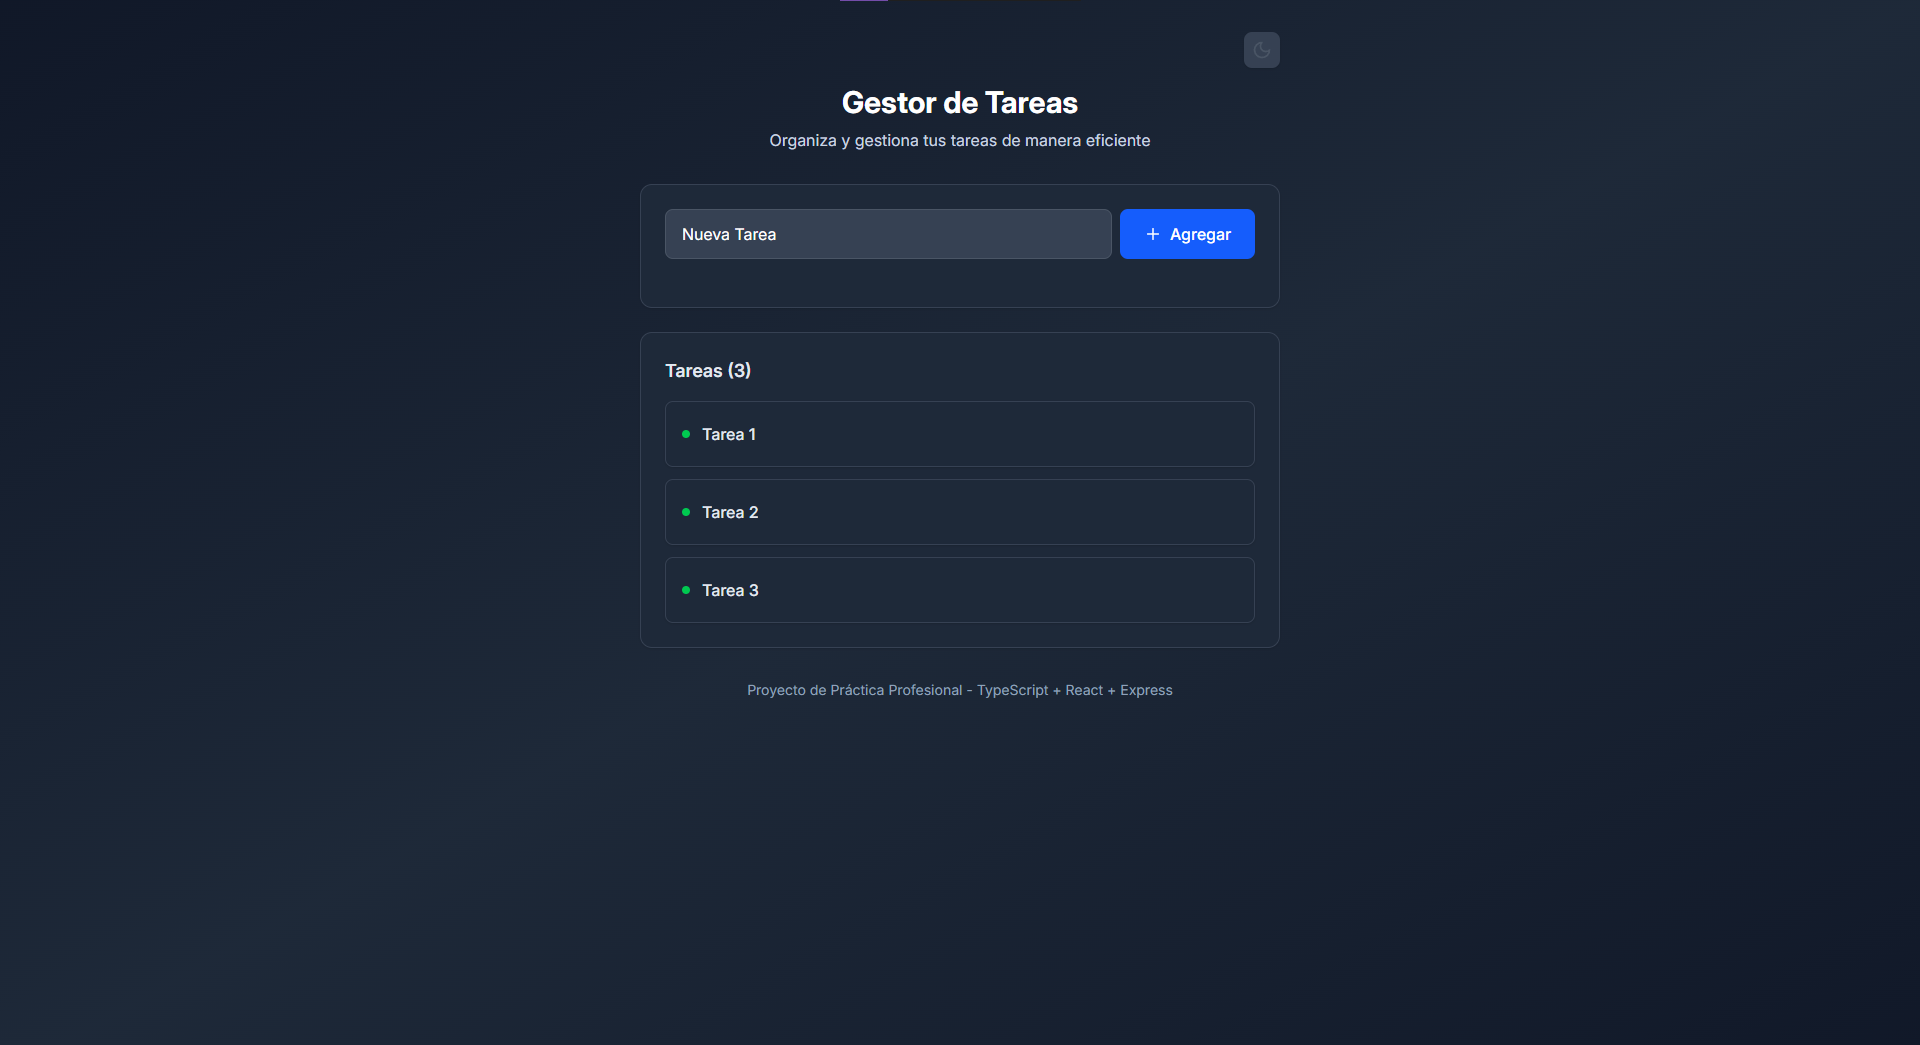 Gestor de Tareas
Organiza y gestiona tus tareas de manera eficiente
Nueva Tarea
Agregar
Tareas (3)
Tarea 1
Tarea 2
Tarea 3
Proyecto de Práctica Profesional - TypeScript + React + Express